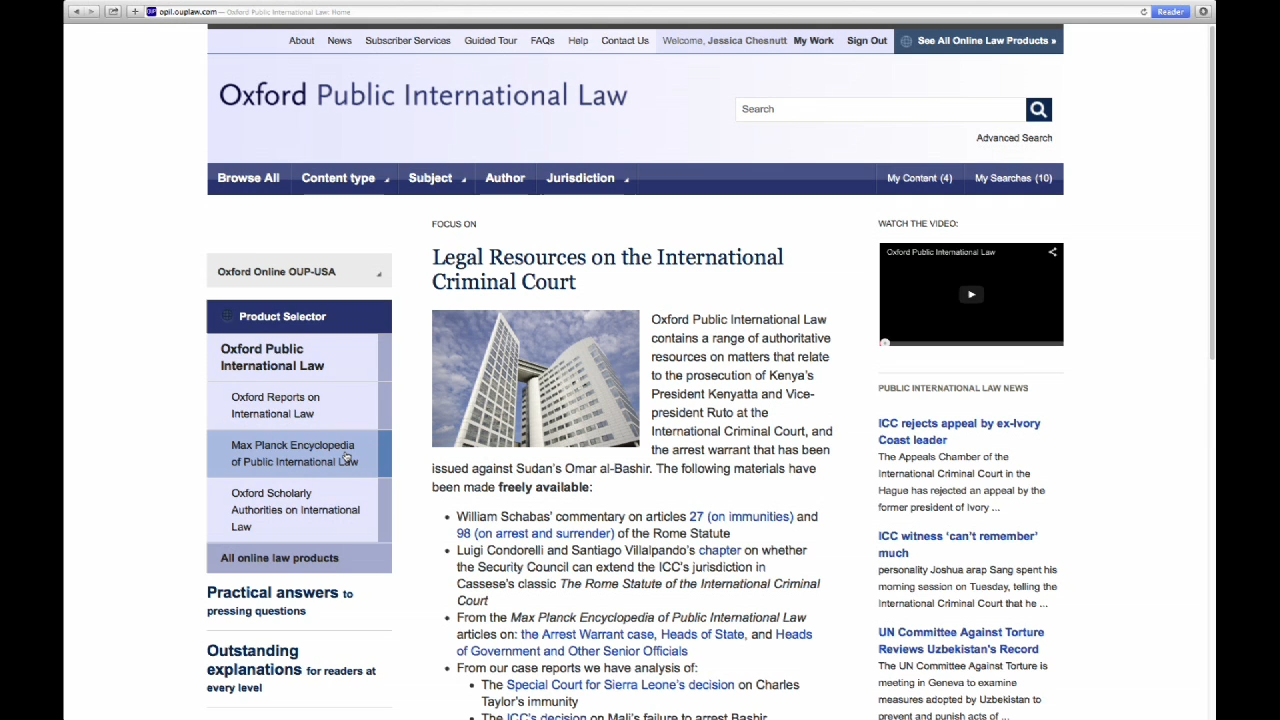 opil.ouplaw.com — Oxford Public International Law: Home
Reader
About News Subscriber Services Guided Tour FAQs Help Contact Us Welcome, Jessica Chesnutt My Work Sign Out See All Online Law Products »
Oxford Public International Law
Search
Advanced Search
Browse All Content type Subject Author Jurisdiction My Content (4) My Searches (10)
Oxford Online OUP-USA
Product Selector
Oxford Public
International Law
Oxford Reports on
International Law
Max Planck Encyclopedia
of Public International Law
Oxford Scholarly
Authorities on International
Law
All online law products
Practical answers to
pressing questions
Outstanding
explanations for readers at
every level
FOCUS ON
Legal Resources on the International
Criminal Court
Oxford Public International Law
contains a range of authoritative
resources on matters that relate
to the prosecution of Kenya's
President Kenyatta and Vice-
president Ruto at the
International Criminal Court, and
the arrest warrant that has been
issued against Sudan's Omar al-Bashir. The following materials have
been made freely available:
• William Schabas' commentary on articles 27 (on immunities) and
98 (on arrest and surrender) of the Rome Statute
• Luigi Condorelli and Santiago Villalpando's chapter on whether
the Security Council can extend the ICC's jurisdiction in
Cassese's classic The Rome Statute of the International Criminal
Court
• From the Max Planck Encyclopedia of Public International Law
articles on: the Arrest Warrant case, Heads of State, and Heads
of Government and Other Senior Officials
• From our case reports we have analysis of:
• The Special Court for Sierra Leone's decision on Charles
Taylor's immunity
• The ICC's decision on Mali's failure to arrest Bashir
WATCH THE VIDEO:
Oxford Public International Law
PUBLIC INTERNATIONAL LAW NEWS
ICC rejects appeal by ex-Ivory
Coast leader
The Appeals Chamber of the
International Criminal Court in the
Hague has rejected an appeal by the
former president of Ivory ...
ICC witness ‘can't remember’
much
personality Joshua arap Sang spent his
morning session on Tuesday, telling the
International Criminal Court that he ...
UN Committee Against Torture
Reviews Uzbekistan's Record
The UN Committee Against Torture is
meeting in Geneva to examine
measures adopted by Uzbekistan to
prevent and punish acts of